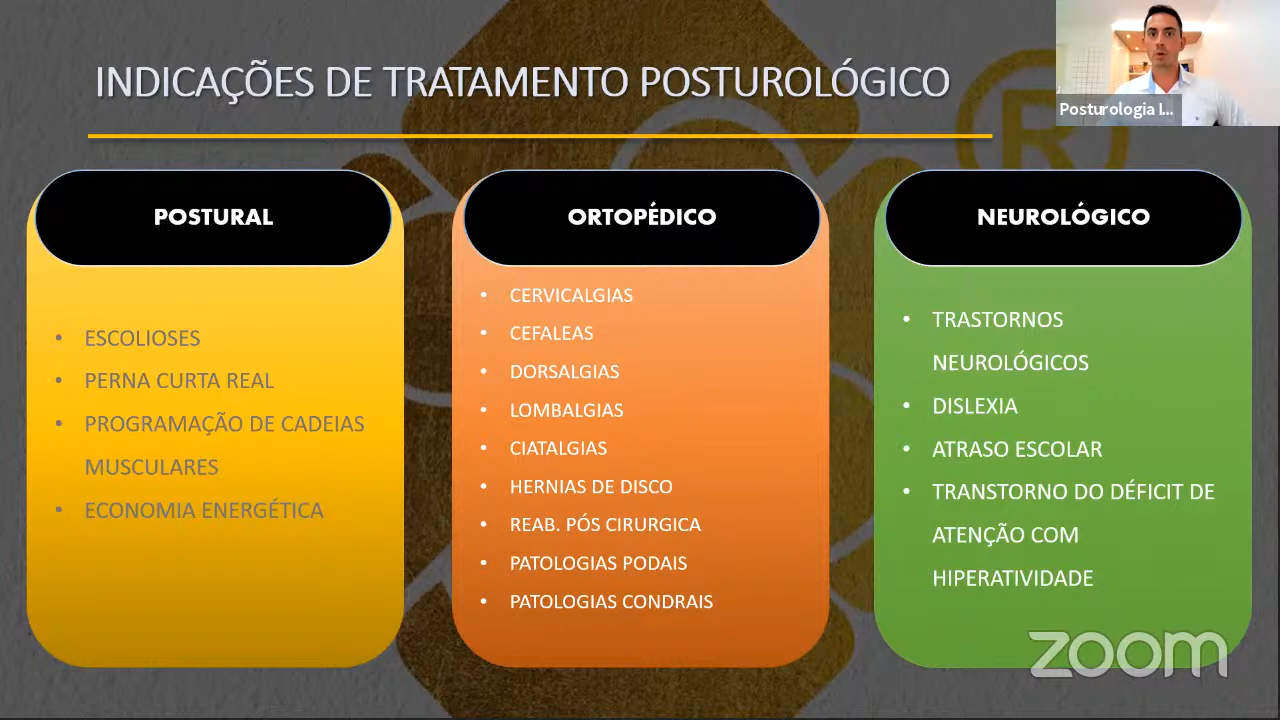 INDICAÇÕES DE TRATAMENTO POSTUROLÓGICO
Posturologia I...
POSTURAL
ESCOLIOSES
PERNA CURTA REAL
PROGRAMAÇÃO DE CADEIAS
MUSCULARES
ECONOMIA ENERGÉTICA
ORTOPÉDICO
CERVICALGIAS
CEFALEAS
DORSALGIAS
LOMBALGIAS
CIATALGIAS
HERNIAS DE DISCO
REAB. PÓS CIRURGICA
PATOLOGIAS PODAIS
PATOLOGIAS CONDRAIS
NEUROLÓGICO
TRASTORNOS
NEUROLÓGICOS
DISLEXIA
ATRASO ESCOLAR
TRANSTORNO DO DÉFICIT DE
ATENÇÃO COM
HIPERATIVIDADE
zoom
®